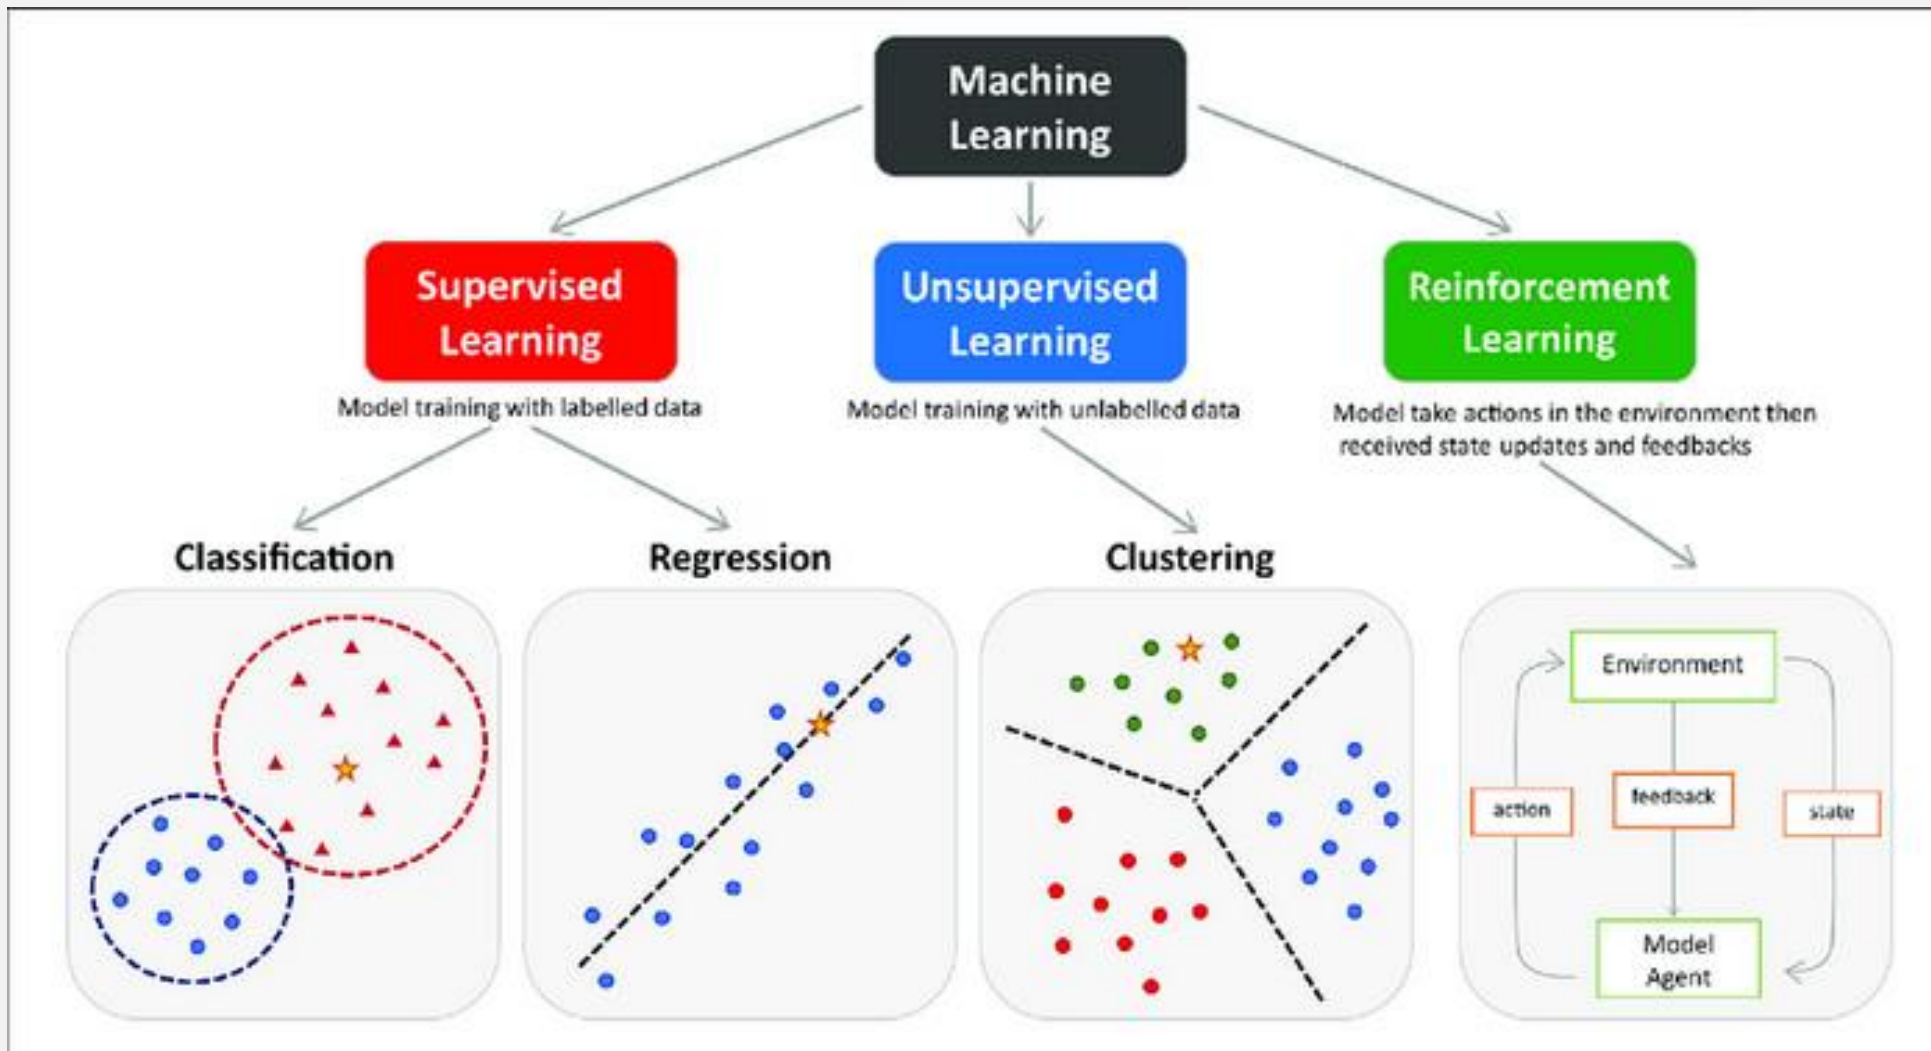 Machine
Learning
Supervised
Learning
Unsupervised
Learning
Reinforcement
Learning
Model training with labelled data
Model training with unlabelled data
Model take actions in the environment then
received state updates and feedbacks
Classification
Regression
Clustering
Environment
action
feedback
state
Model
Agent